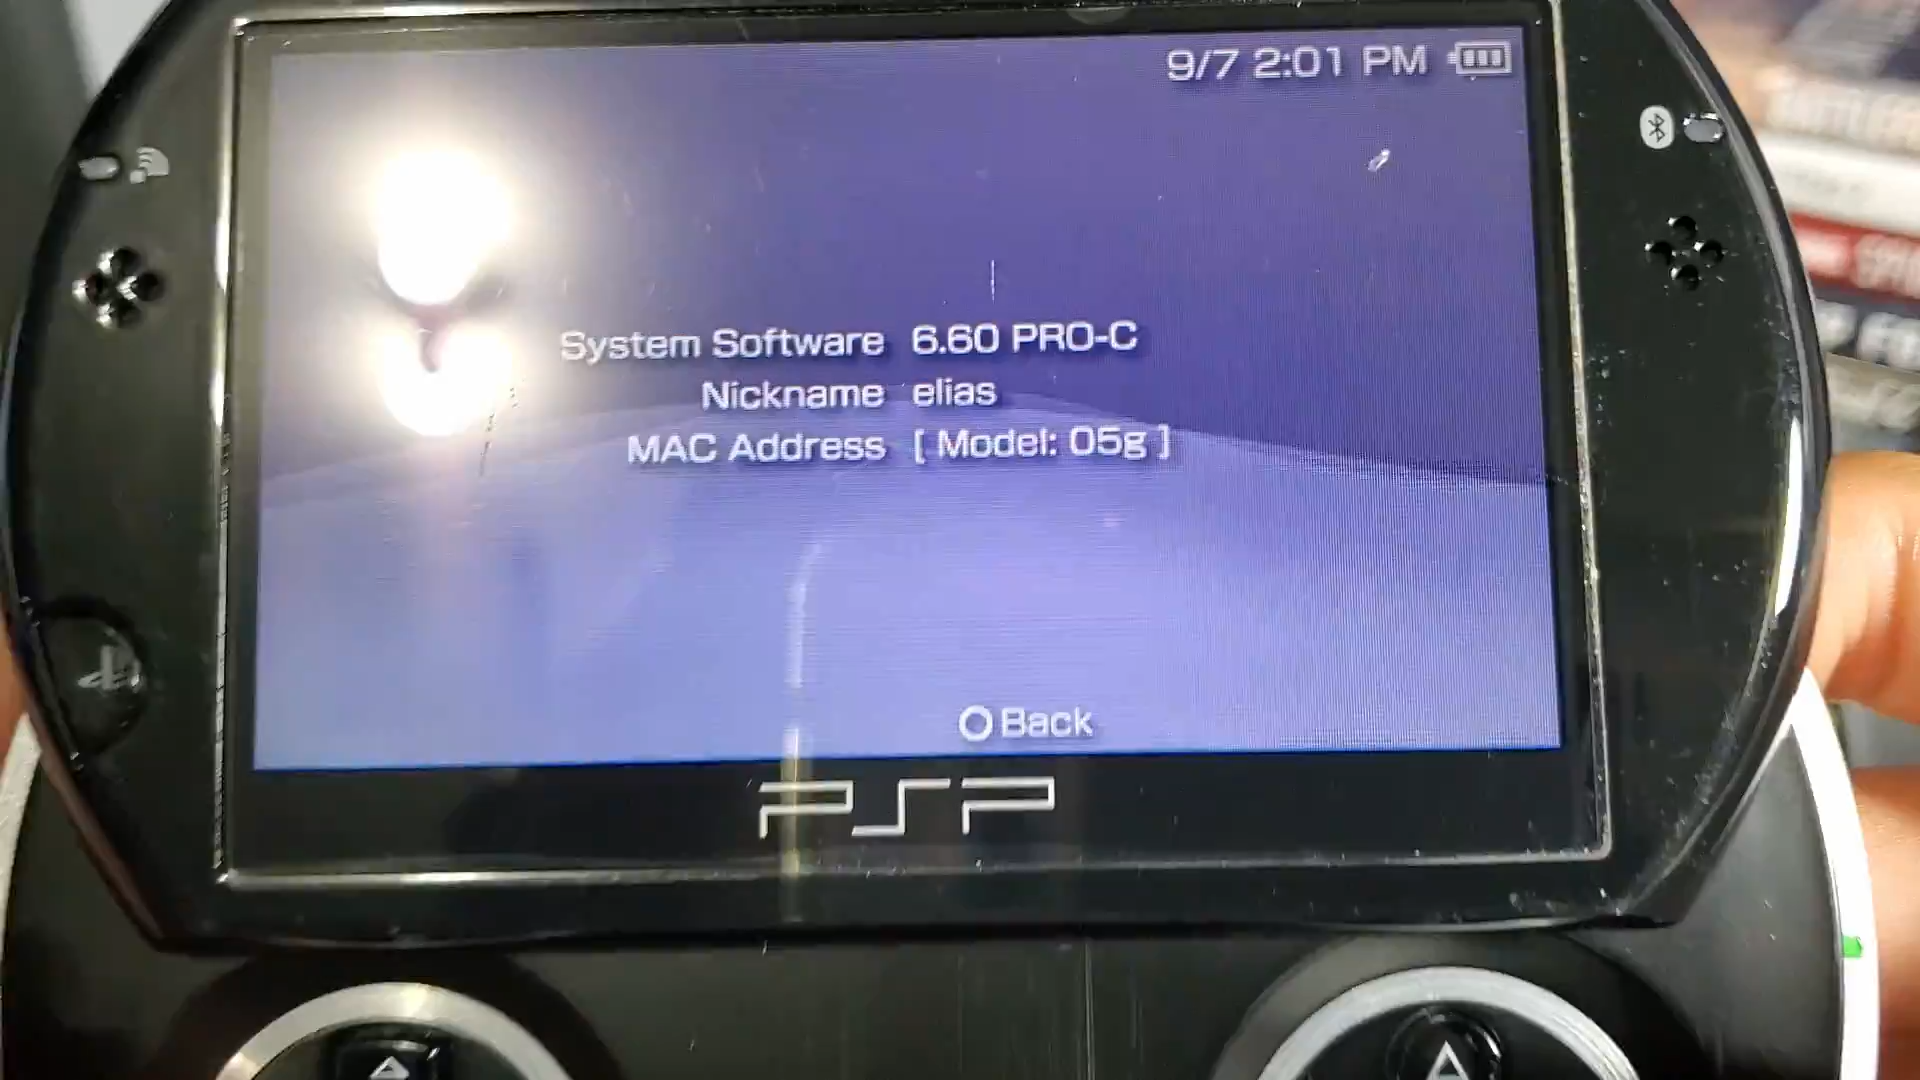 9/7 2:01 PM
System Software 6.60 PRO-C
Nickname elias
MAC Address [ Model: 05g ]
Back
PSP